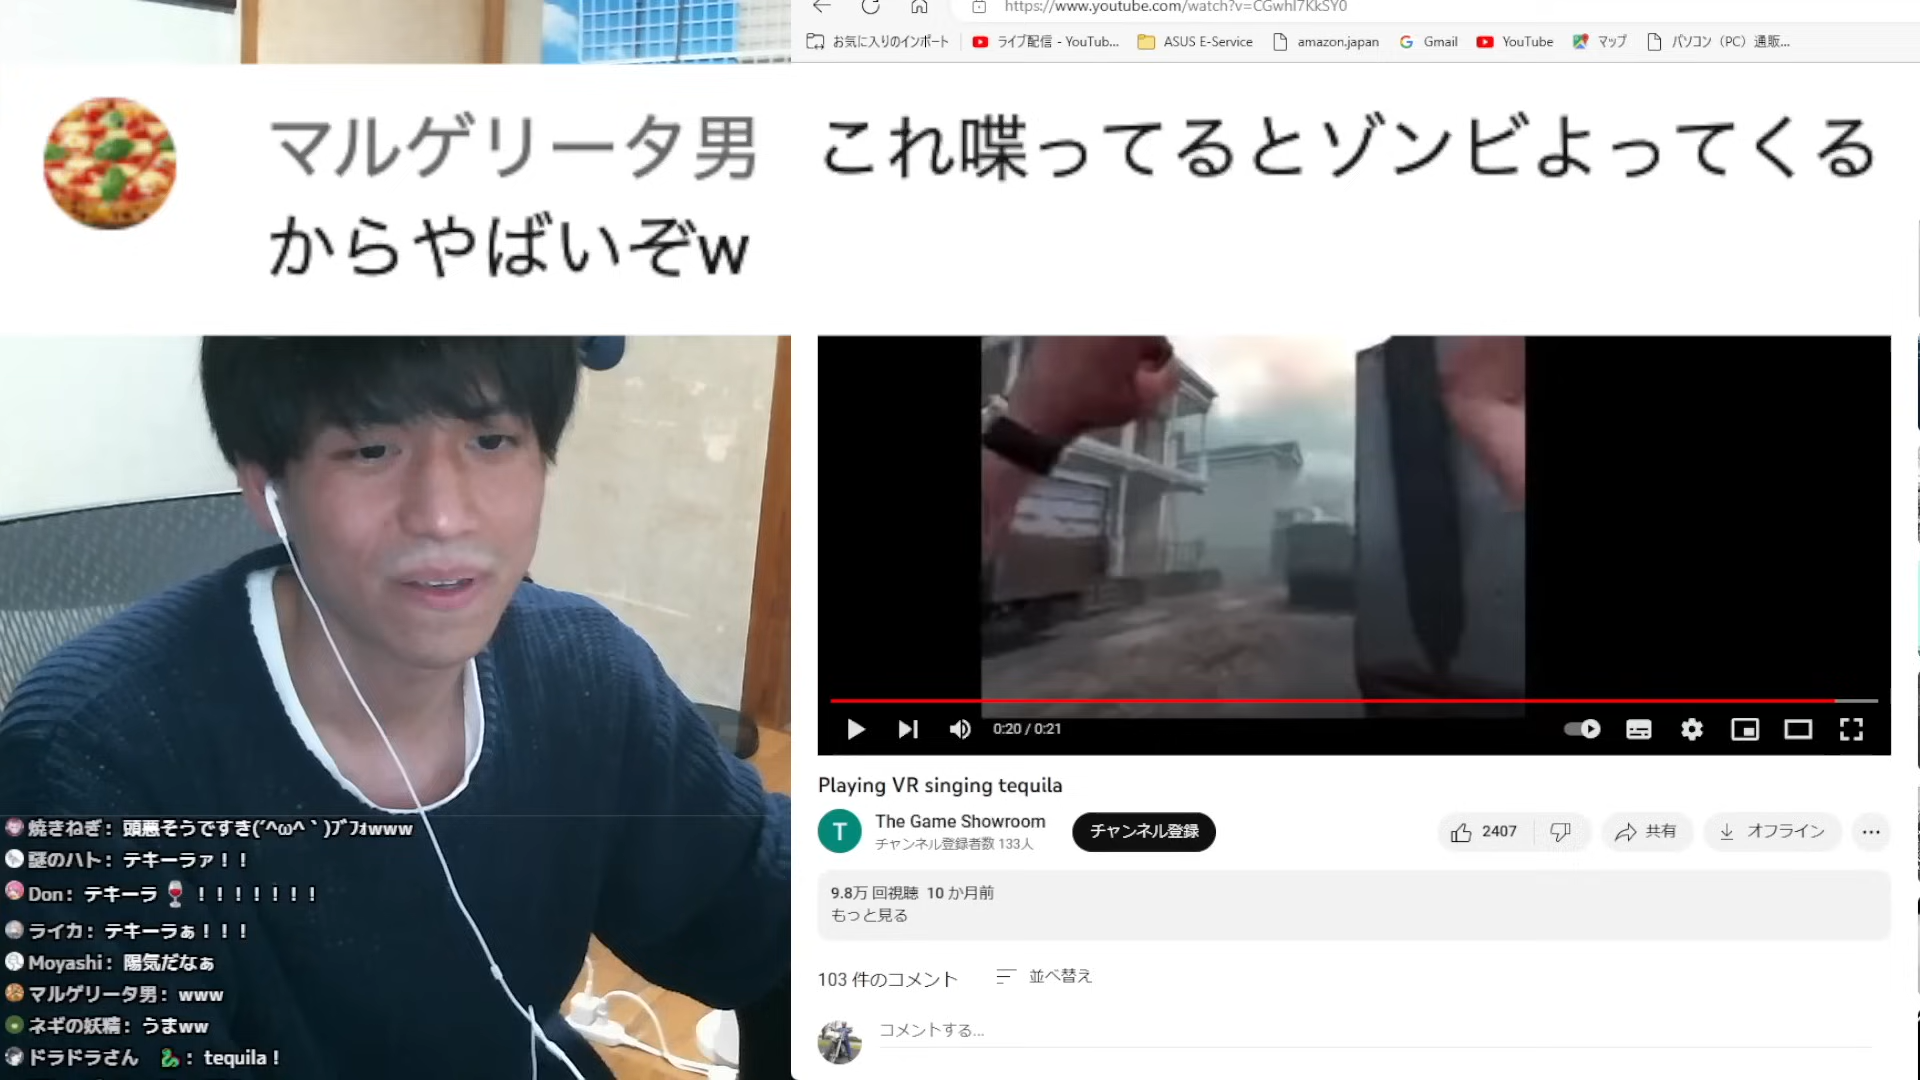 https://www.youtube.com/watch?v=CGwhI7KkSY0
お気に入りのインポート
ライブ配信 - YouTub...
ASUS E-Service
amazon.japan
Gmail
YouTube
マップ
パソコン（PC）通販...
マルゲリータ男 これ喋ってるとゾンビよってくる
からやばいぞw
0:20 / 0:21
Playing VR singing tequila
T
The Game Showroom
チャンネル登録者数 133人
チャンネル登録
2407
共有
オフライン
9.8万 回視聴 10 か月前
もっと見る
103 件のコメント
並べ替え
コメントする...
焼きねぎ: 頭悪そうですき(´^ω^｀)ﾌﾞﾌｫwww
謎のハト: テキーラァ！！
Don: テキーラ🍷！！！！！！！
ライカ: テキーラぁ！！！
Moyashi: 陽気だなぁ
マルゲリータ男: www
ネギの妖精: うまww
ドラドラさん 🐍: tequila！